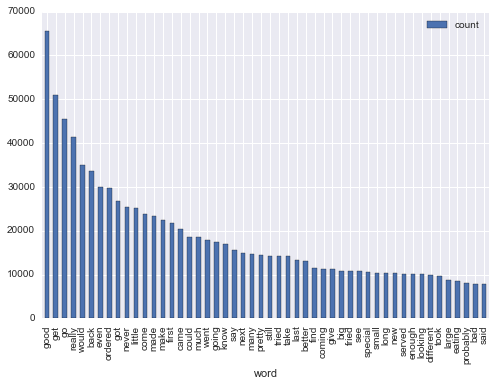 70000
60000
50000
40000
30000
20000
10000
0
count
good
get
go
really
would
back
even
ordered
got
never
little
come
made
make
first
came
could
much
went
going
know
say
next
many
pretty
still
tried
take
last
better
find
coming
give
big
fried
see
special
small
long
new
served
enough
looking
different
took
large
eating
probably
bad
said
word